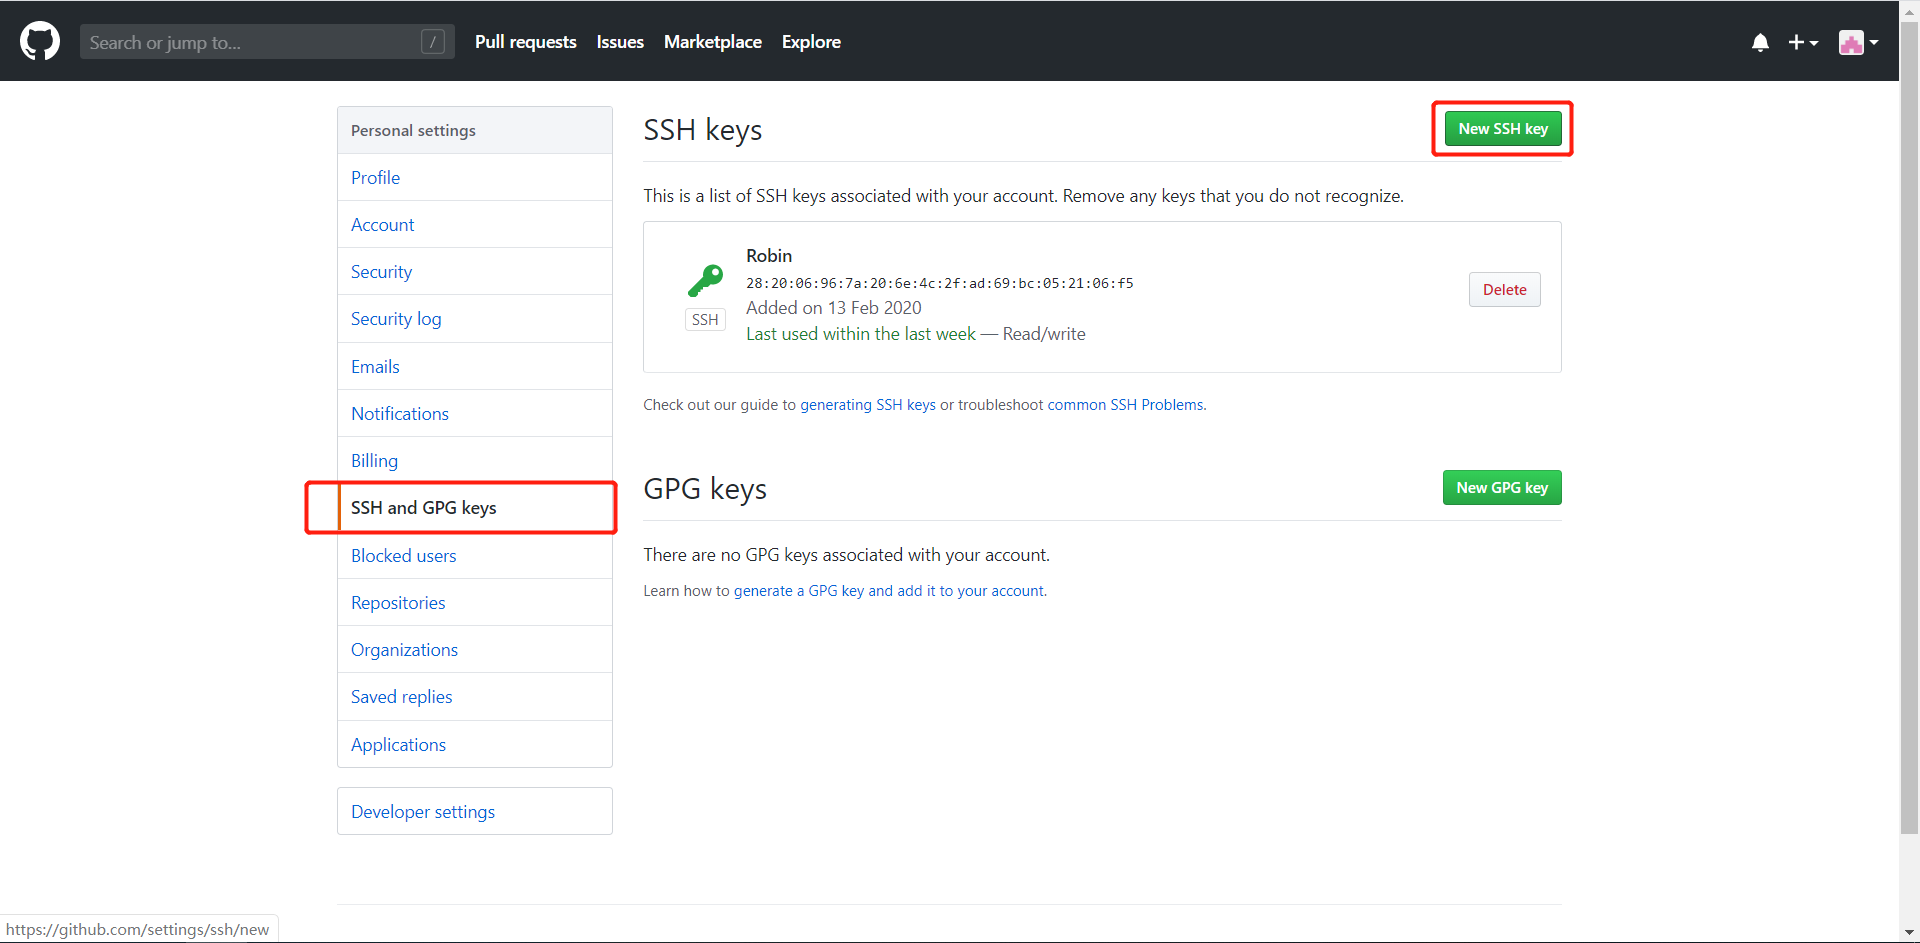 Search or jump to...
/
Pull requests
Issues
Marketplace
Explore
Personal settings
Profile
Account
Security
Security log
Emails
Notifications
Billing
SSH and GPG keys
Blocked users
Repositories
Organizations
Saved replies
Applications
Developer settings
SSH keys
New SSH key
This is a list of SSH keys associated with your account. Remove any keys that you do not recognize.
Robin
28:20:06:96:7a:20:6e:4c:2f:ad:69:bc:05:21:06:f5
Added on 13 Feb 2020
Last used within the last week — Read/write
SSH
Delete
Check out our guide to generating SSH keys or troubleshoot common SSH Problems.
GPG keys
New GPG key
There are no GPG keys associated with your account.
Learn how to generate a GPG key and add it to your account.
https://github.com/settings/ssh/new